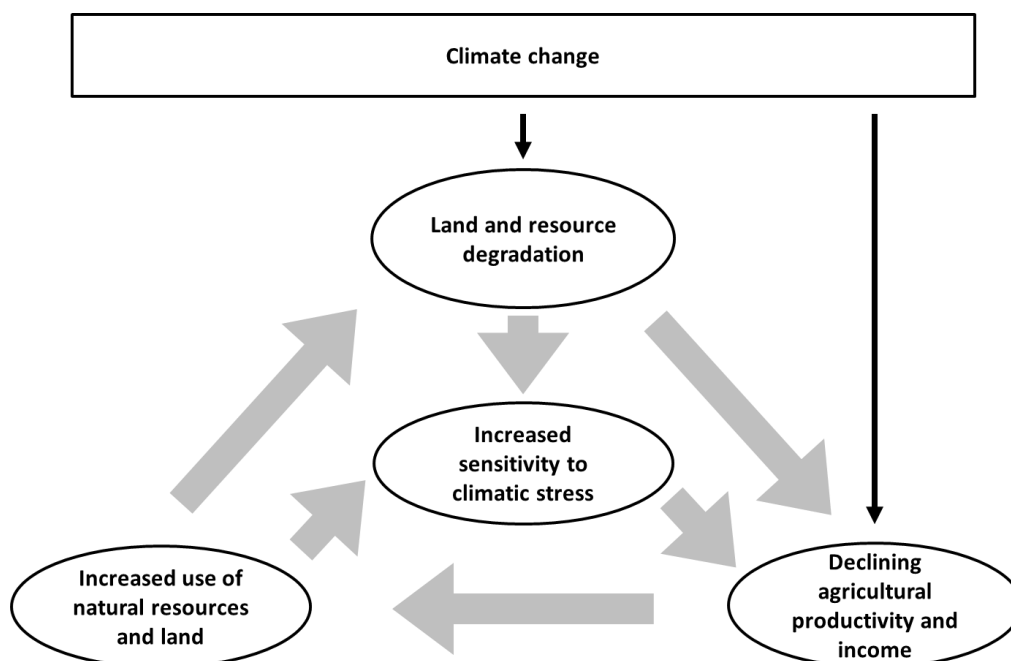 Climate change
Land and resource
degradation
Increased
sensitivity to
climatic stress
Increased use of
natural resources
and land
Declining
agricultural
productivity and
income